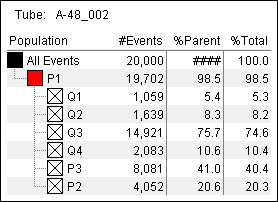 Tube: A-48_002
Population #Events %Parent %Total
All Events 20,000 #### 100.0
P1 19,702 98.5 98.5
Q1 1,059 5.4 5.3
Q2 1,639 8.3 8.2
Q3 14,921 75.7 74.6
Q4 2,083 10.6 10.4
P3 8,081 41.0 40.4
P2 4,052 20.6 20.3